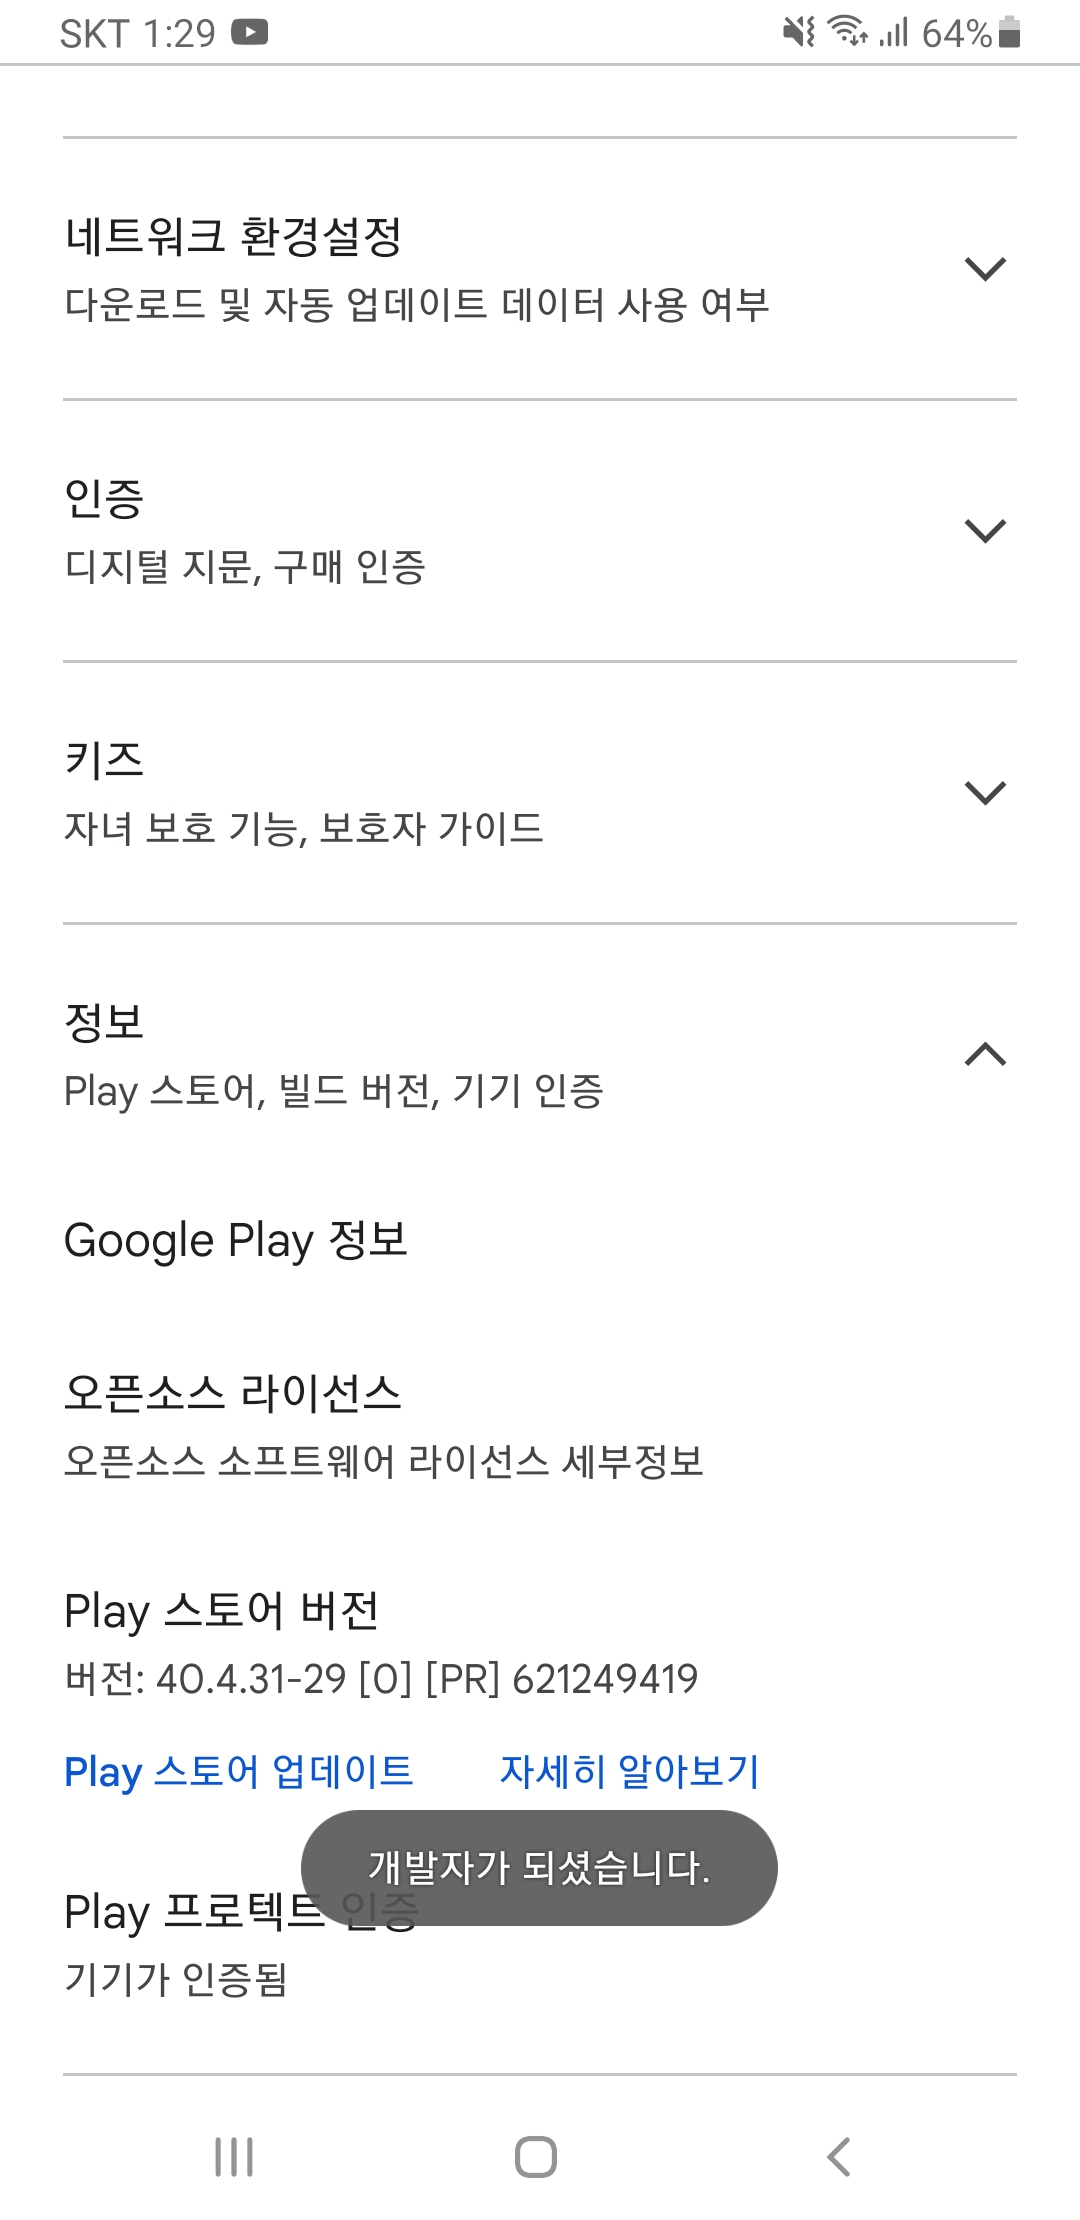 SKT 1:29 64%
네트워크 환경설정
다운로드 및 자동 업데이트 데이터 사용 여부
인증
디지털 지문, 구매 인증
키즈
자녀 보호 기능, 보호자 가이드
정보
Play 스토어, 빌드 버전, 기기 인증
Google Play 정보
오픈소스 라이선스
오픈소스 소프트웨어 라이선스 세부정보
Play 스토어 버전
버전: 40.4.31-29 [0] [PR] 621249419
Play 스토어 업데이트 자세히 알아보기
개발자가 되셨습니다.
Play 프로텍트 인증
기기가 인증됨